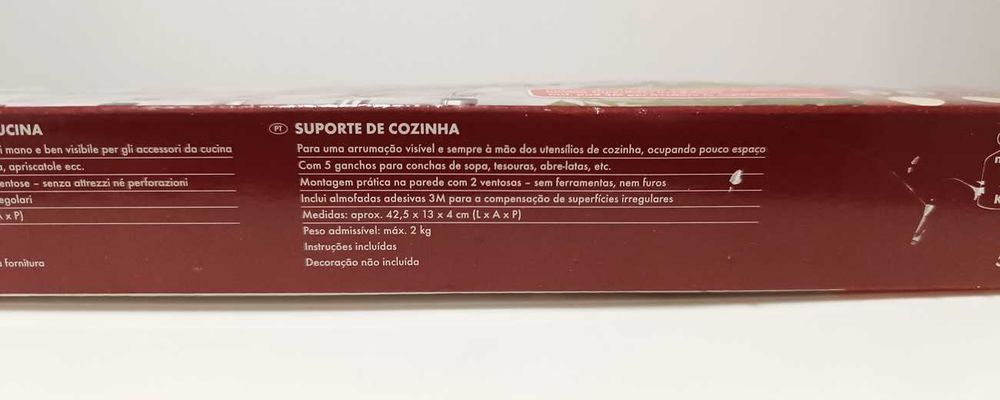 UCINA
i mano e ben visibile per gli accessori da cucina
, apriscatole ecc.
entose – senza attrezzi né perforazioni
egolari
x P)
fornitura
PT SUPORTE DE COZINHA
Para uma arrumação visível e sempre à mão dos utensílios de cozinha, ocupando pouco espaço
Com 5 ganchos para conchas de sopa, tesouras, abre-latas, etc.
Montagem prática na parede com 2 ventosas – sem ferramentas, nem furos
Inclui almofadas adesivas 3M para a compensação de superfícies irregulares
Medidas: aprox. 42,5 x 13 x 4 cm (L x A x P)
Peso admissível: máx. 2 kg
Instruções incluídas
Decoração não incluída